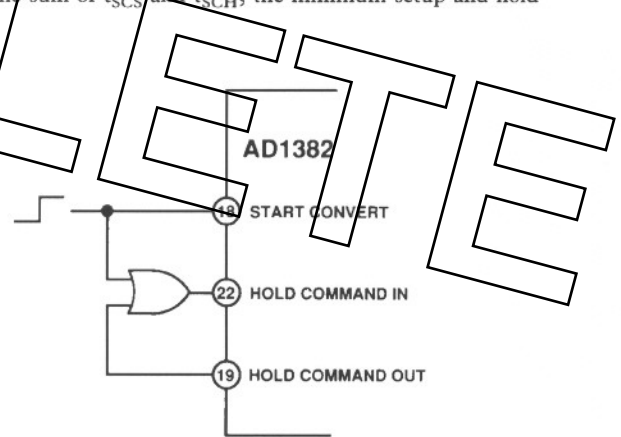 the sum of tSCS and tSCH, the minimum setup and hold
LETE
AD1382
18 START CONVERT
22 HOLD COMMAND IN
19 HOLD COMMAND OUT